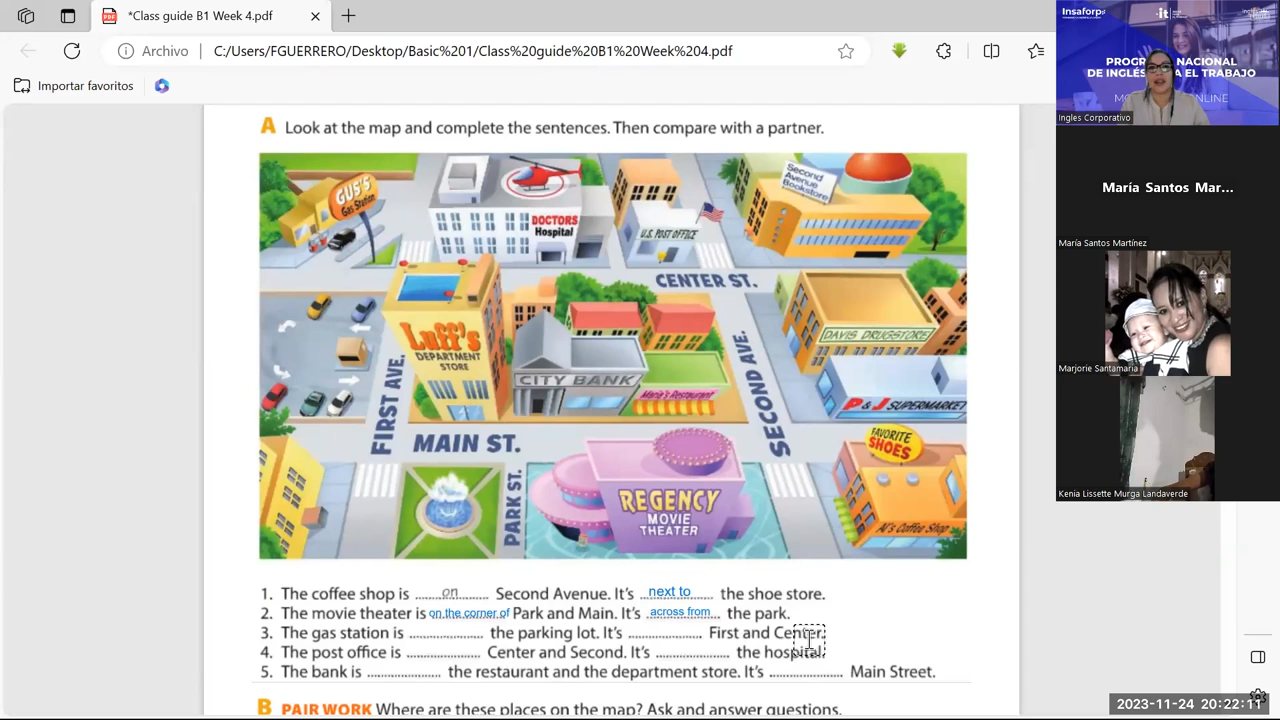 *Class guide B1 Week 4.pdf
Archivo
C:/Users/FGUERRERO/Desktop/Basic%201/Class%20guide%20B1%20Week%204.pdf
Importar favoritos
A Look at the map and complete the sentences. Then compare with a partner.
GUS'S
Gas Station
DOCTORS
Hospital
U.S. POST OFFICE
Second
Avenue
Bookstore
CENTER ST.
Luff's
DEPARTMENT
STORE
CITY BANK
Maria's Restaurant
DAVIS DRUGSTORE
P & J SUPERMARKET
FIRST AVE.
SECOND AVE.
MAIN ST.
PARK ST.
REGENCY
MOVIE
THEATER
FAVORITE
SHOES
Al's Coffee Shop
1. The coffee shop is on Second Avenue. It's next to the shoe store.
2. The movie theater is on the corner of Park and Main. It's across from the park.
3. The gas station is .................. the parking lot. It's .................. First and Center.
4. The post office is .................. Center and Second. It's .................. the hospital.
5. The bank is .................. the restaurant and the department store. It's .................. Main Street.
B PAIR WORK Where are these places on the map? Ask and answer questions.
Insaforp
it
PROGR NACIONAL
DE INGLÉS A EL TRABAJO
NLINE
Ingles Corporativo
María Santos Mar...
María Santos Martínez
Marjorie Santamaria
Kenia Lissette Murga Landaverde
2023-11-24 20:22:11